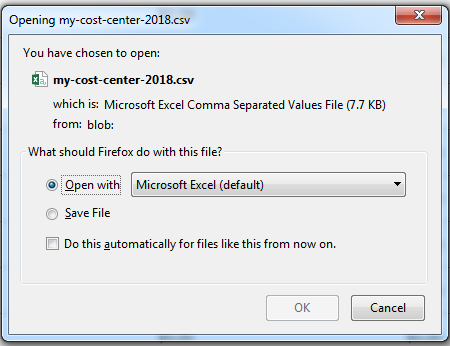 Opening my-cost-center-2018.csv
You have chosen to open:
my-cost-center-2018.csv
which is: Microsoft Excel Comma Separated Values File (7.7 KB)
from: blob:
What should Firefox do with this file?
Open with Microsoft Excel (default)
Save File
Do this automatically for files like this from now on.
OK Cancel